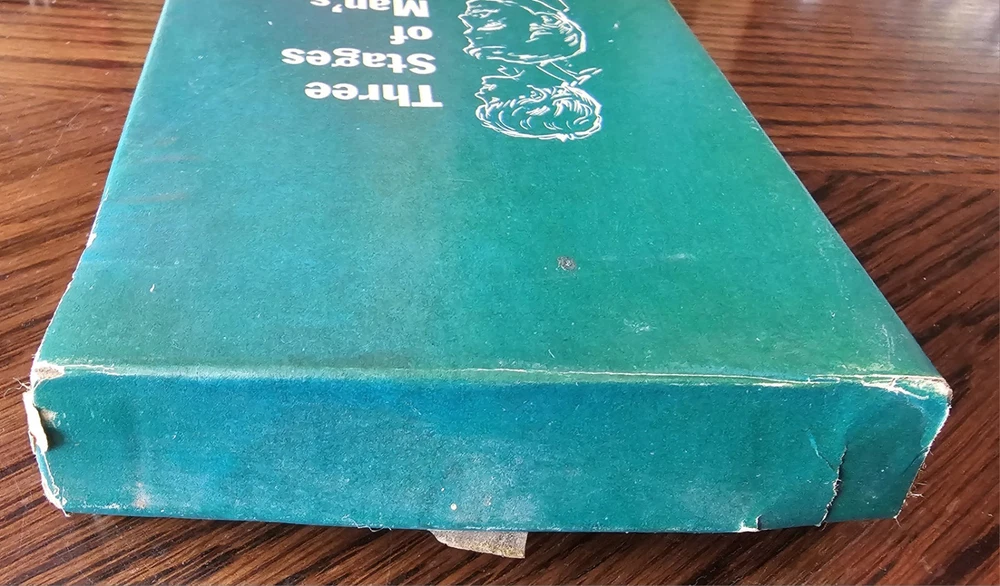 Three
Stages
of
Man's